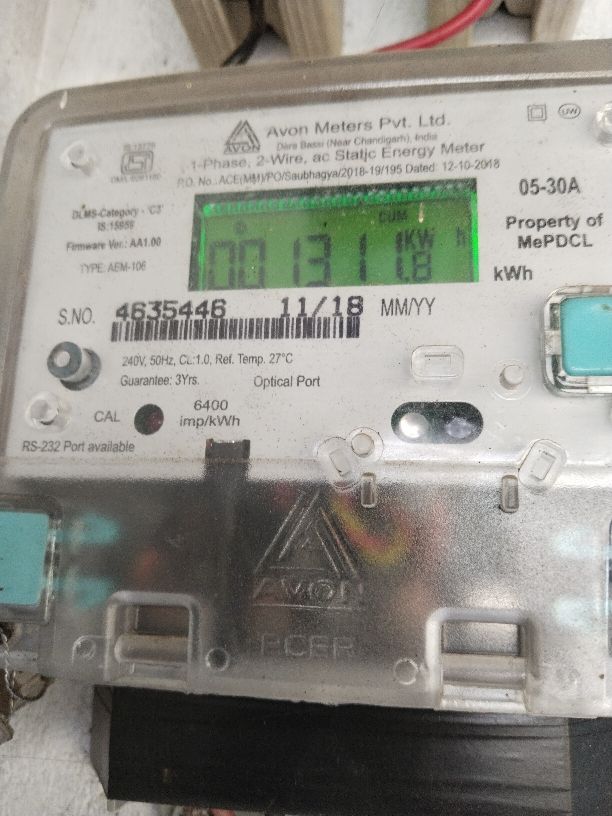 Avon Meters Pvt. Ltd.
AVON
Dera Bassi (Near Chandigarh), India
1-Phase, 2-Wire, ac Static Energy Meter
P.O. No.: ACE(MM)/PO/Saubhagya/2018-19/195 Dated: 12-10-2018
UW
05-30A
DLMS-Category - 'C3'
IS:15959
Firmware Ver.: AA1.00
TYPE: AEM-106
CUM
KW h
001311.8
kWh
Property of
MePDCL
S.NO. 4635446 11/18 MM/YY
240V, 50Hz, CL:1.0, Ref. Temp. 27°C
Guarantee: 3Yrs. Optical Port
CAL
6400
imp/kWh
RS-232 Port available
AVON